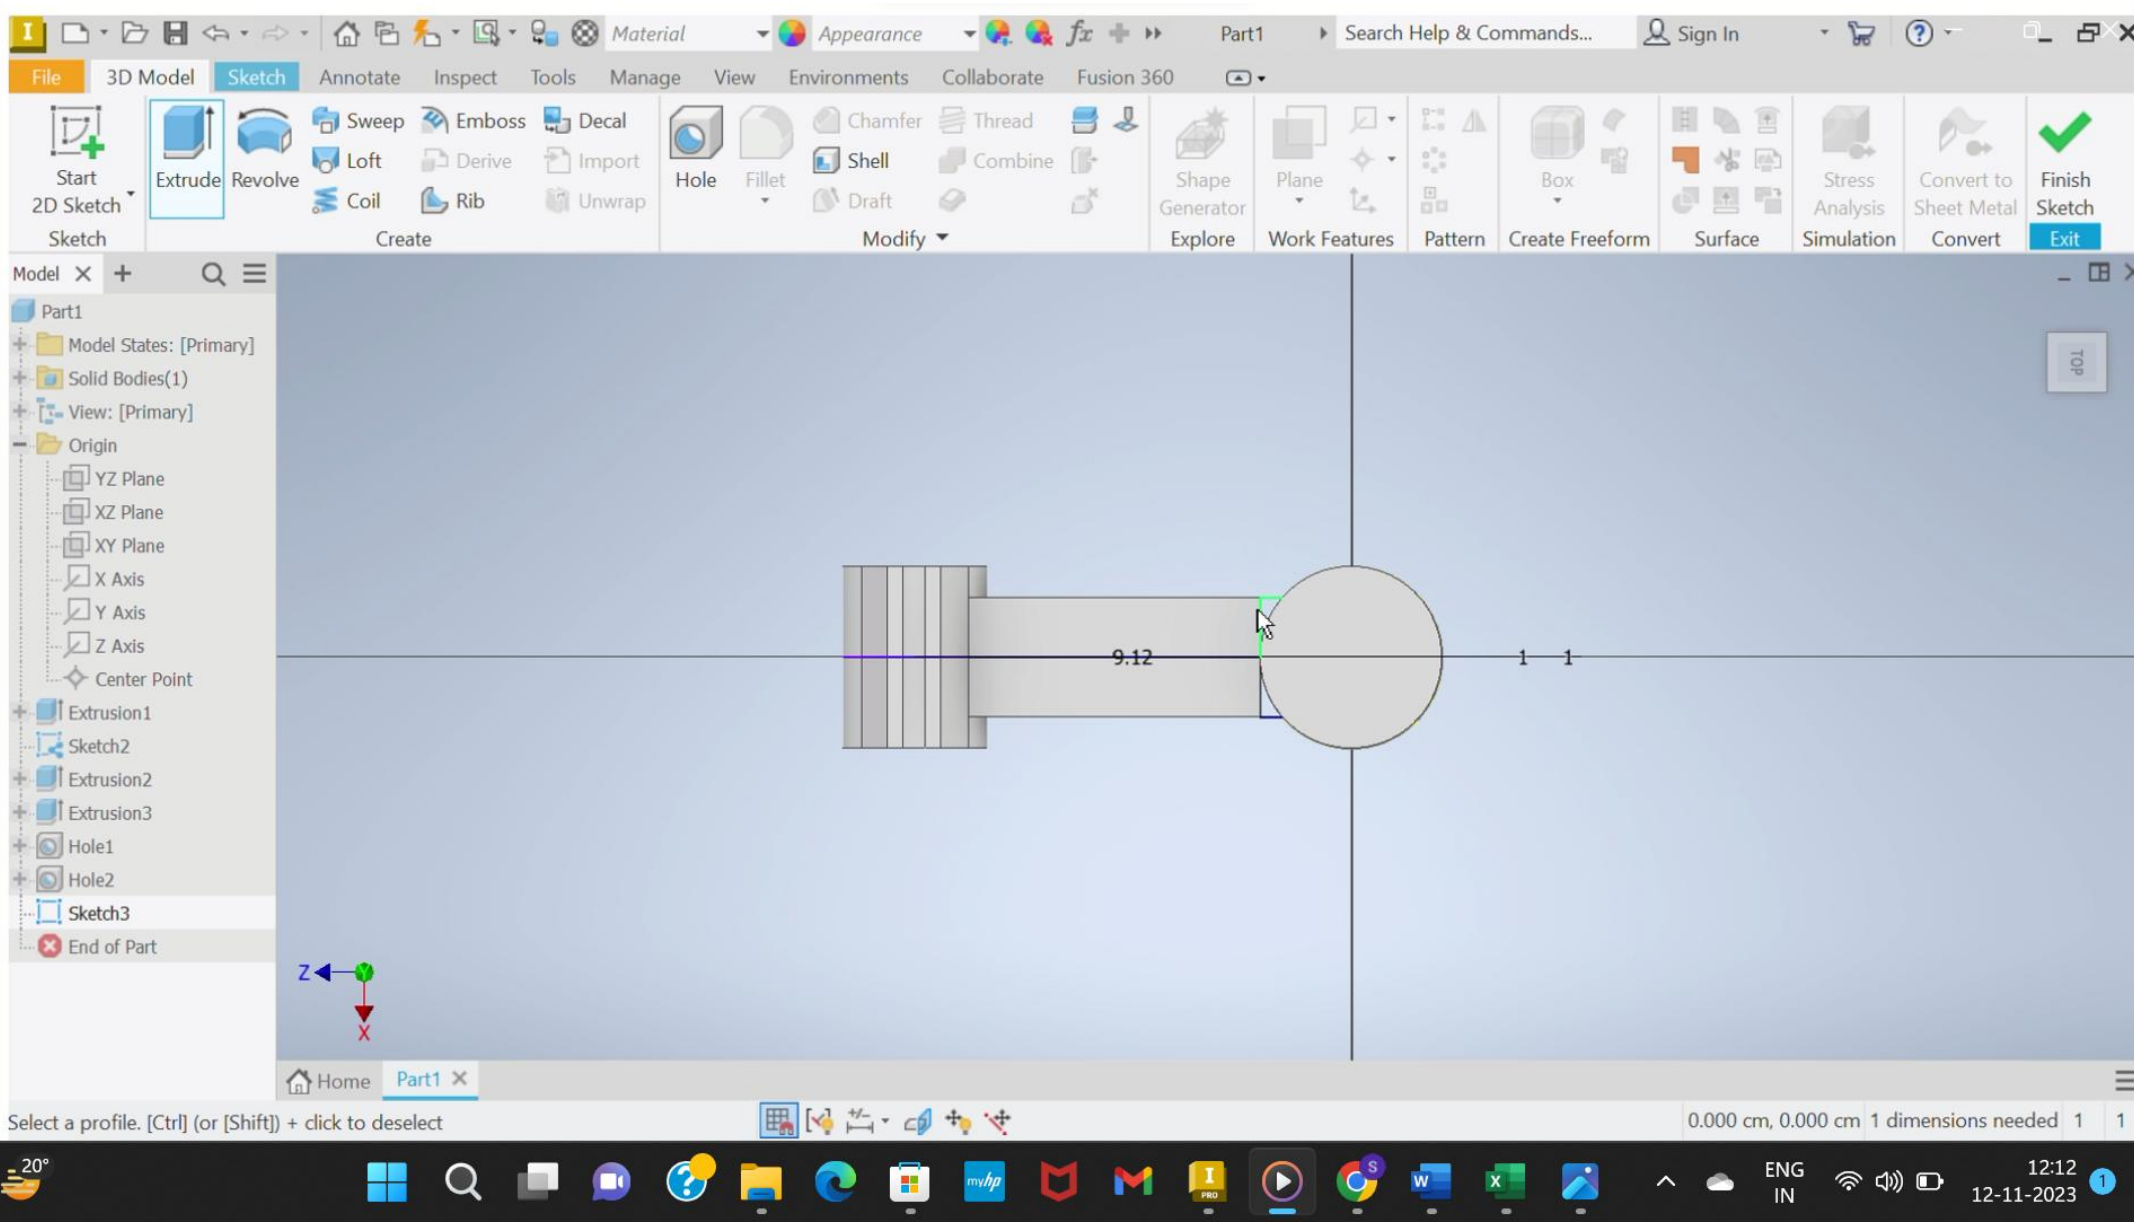 I Material Appearance fx Part1 Search Help & Commands... Sign In
File 3D Model Sketch Annotate Inspect Tools Manage View Environments Collaborate Fusion 360
Start 2D Sketch
Extrude
Revolve
Sweep Emboss Decal
Loft Derive Import
Coil Rib Unwrap
Hole
Fillet
Chamfer Thread
Shell Combine
Draft
Shape Generator
Plane
Box
Stress Analysis
Convert to Sheet Metal
Finish Sketch
Sketch Create Modify Explore Work Features Pattern Create Freeform Surface Simulation Convert Exit
Model
Part1
Model States: [Primary]
Solid Bodies(1)
View: [Primary]
Origin
YZ Plane
XZ Plane
XY Plane
X Axis
Y Axis
Z Axis
Center Point
Extrusion1
Sketch2
Extrusion2
Extrusion3
Hole1
Hole2
Sketch3
End of Part
TOP
9.12 1 1
Z Y
X
Home Part1
Select a profile. [Ctrl] (or [Shift]) + click to deselect 0.000 cm, 0.000 cm 1 dimensions needed 1 1
20°
myhp
I PRO
S
W
X
ENG
IN
12:12
12-11-2023
1